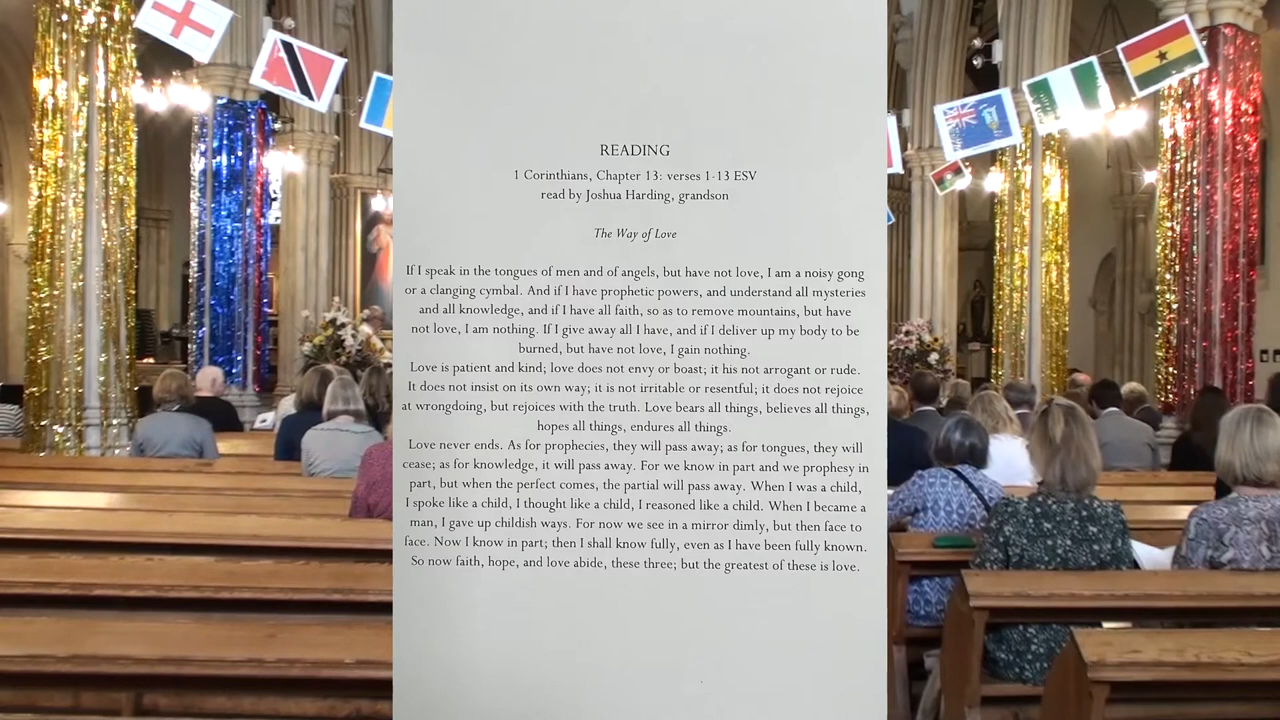 READING
1 Corinthians, Chapter 13: verses 1-13 ESV
read by Joshua Harding, grandson
The Way of Love
If I speak in the tongues of men and of angels, but have not love, I am a noisy gong
or a clanging cymbal. And if I have prophetic powers, and understand all mysteries
and all knowledge, and if I have all faith, so as to remove mountains, but have
not love, I am nothing. If I give away all I have, and if I deliver up my body to be
burned, but have not love, I gain nothing.
Love is patient and kind; love does not envy or boast; it his not arrogant or rude.
It does not insist on its own way; it is not irritable or resentful; it does not rejoice
at wrongdoing, but rejoices with the truth. Love bears all things, believes all things,
hopes all things, endures all things.
Love never ends. As for prophecies, they will pass away; as for tongues, they will
cease; as for knowledge, it will pass away. For we know in part and we prophesy in
part, but when the perfect comes, the partial will pass away. When I was a child,
I spoke like a child, I thought like a child, I reasoned like a child. When I became a
man, I gave up childish ways. For now we see in a mirror dimly, but then face to
face. Now I know in part; then I shall know fully, even as I have been fully known.
So now faith, hope, and love abide, these three; but the greatest of these is love.